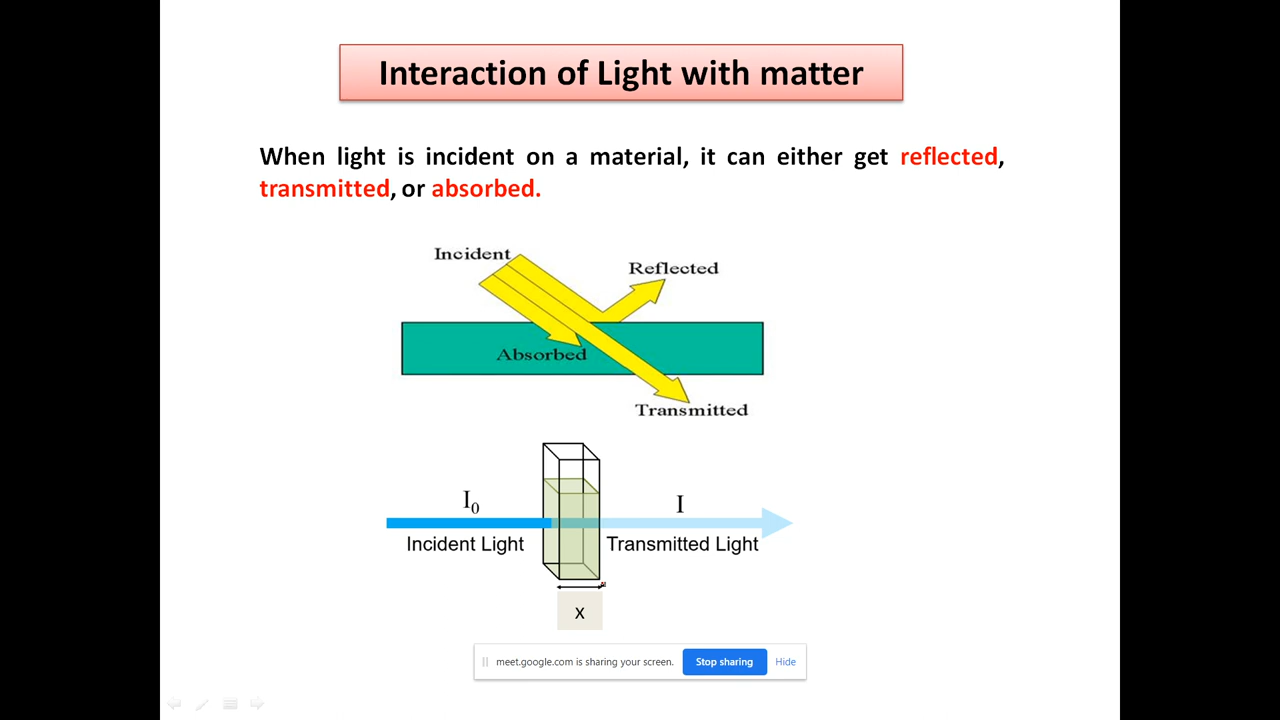 Interaction of Light with matter
When light is incident on a material, it can either get reflected,
transmitted, or absorbed.
Incident
Reflected
Absorbed
Transmitted
I₀
I
Incident Light
Transmitted Light
x
meet.google.com is sharing your screen.
Stop sharing
Hide